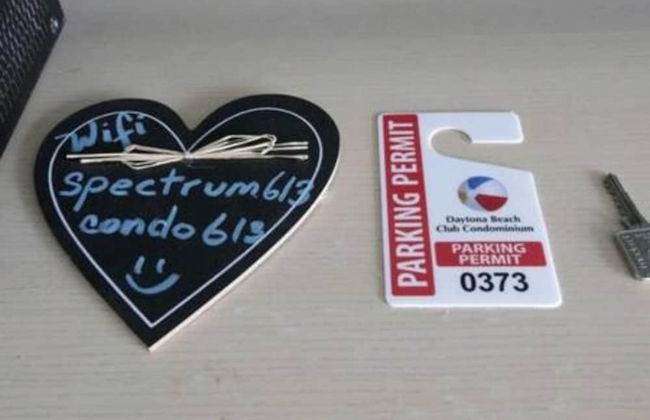 Wifi
spectrum613
condo613
PARKING PERMIT
Daytona Beach
Club Condominium
PARKING
PERMIT
0373